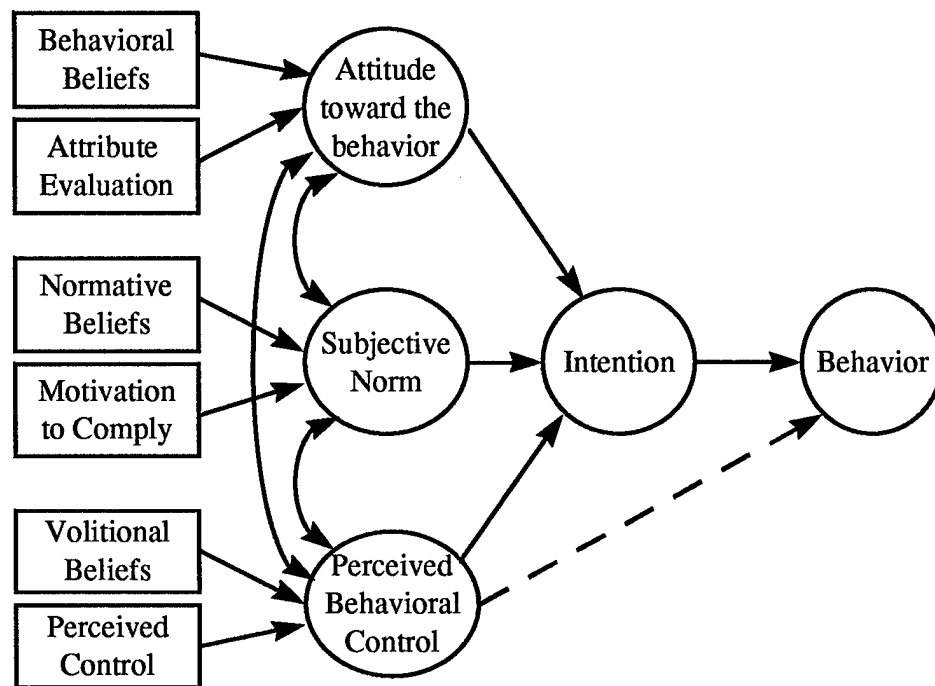 Behavioral
Beliefs
Attribute
Evaluation
Normative
Beliefs
Motivation
to Comply
Volitional
Beliefs
Perceived
Control
Attitude
toward the
behavior
Subjective
Norm
Perceived
Behavioral
Control
Intention
Behavior